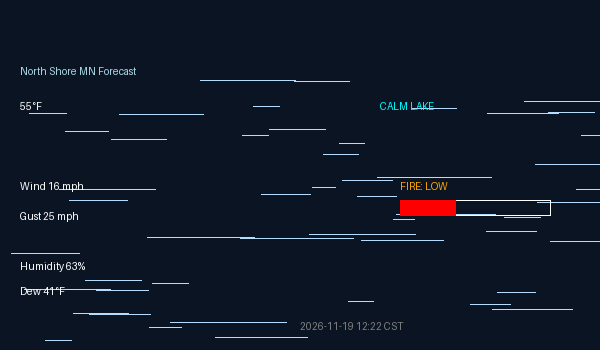 North Shore MN Forecast
55°F
CALM LAKE
Wind 16 mph
FIRE: LOW
Gust 25 mph
Humidity 63%
Dew 41°F
2026-11-19 12:22 CST